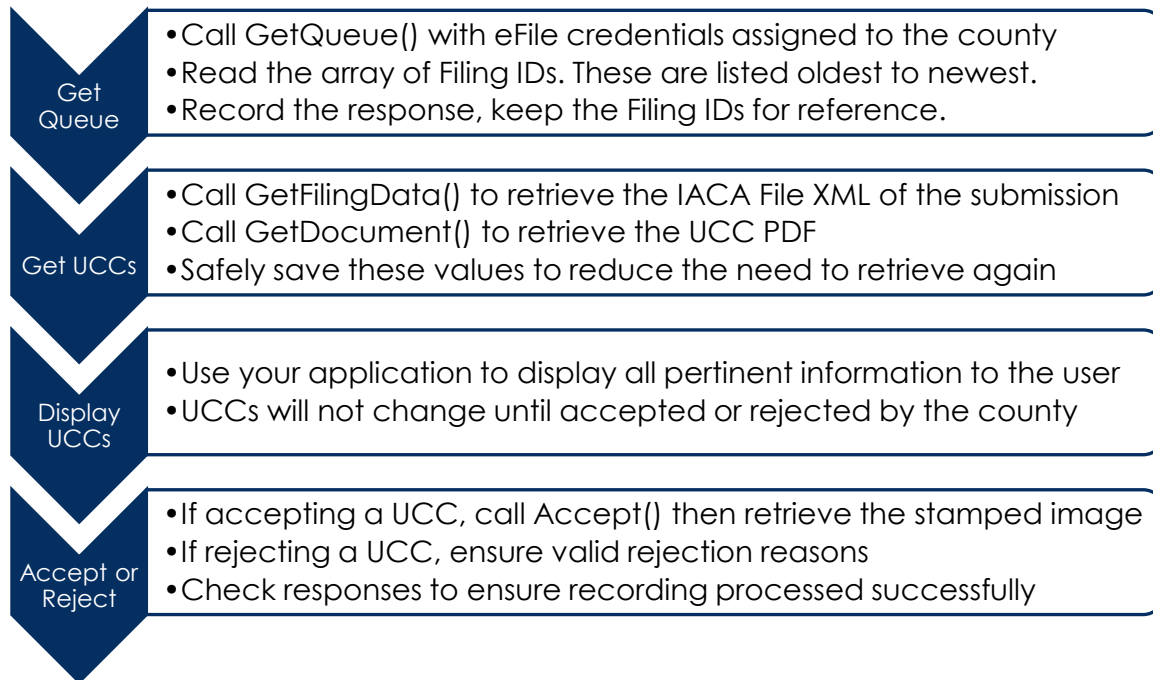 Get
Queue
•Call GetQueue() with eFile credentials assigned to the county
•Read the array of Filing IDs. These are listed oldest to newest.
•Record the response, keep the Filing IDs for reference.
Get UCCs
•Call GetFilingData() to retrieve the IACA File XML of the submission
•Call GetDocument() to retrieve the UCC PDF
•Safely save these values to reduce the need to retrieve again
Display
UCCs
•Use your application to display all pertinent information to the user
•UCCs will not change until accepted or rejected by the county
Accept or
Reject
•If accepting a UCC, call Accept() then retrieve the stamped image
•If rejecting a UCC, ensure valid rejection reasons
•Check responses to ensure recording processed successfully